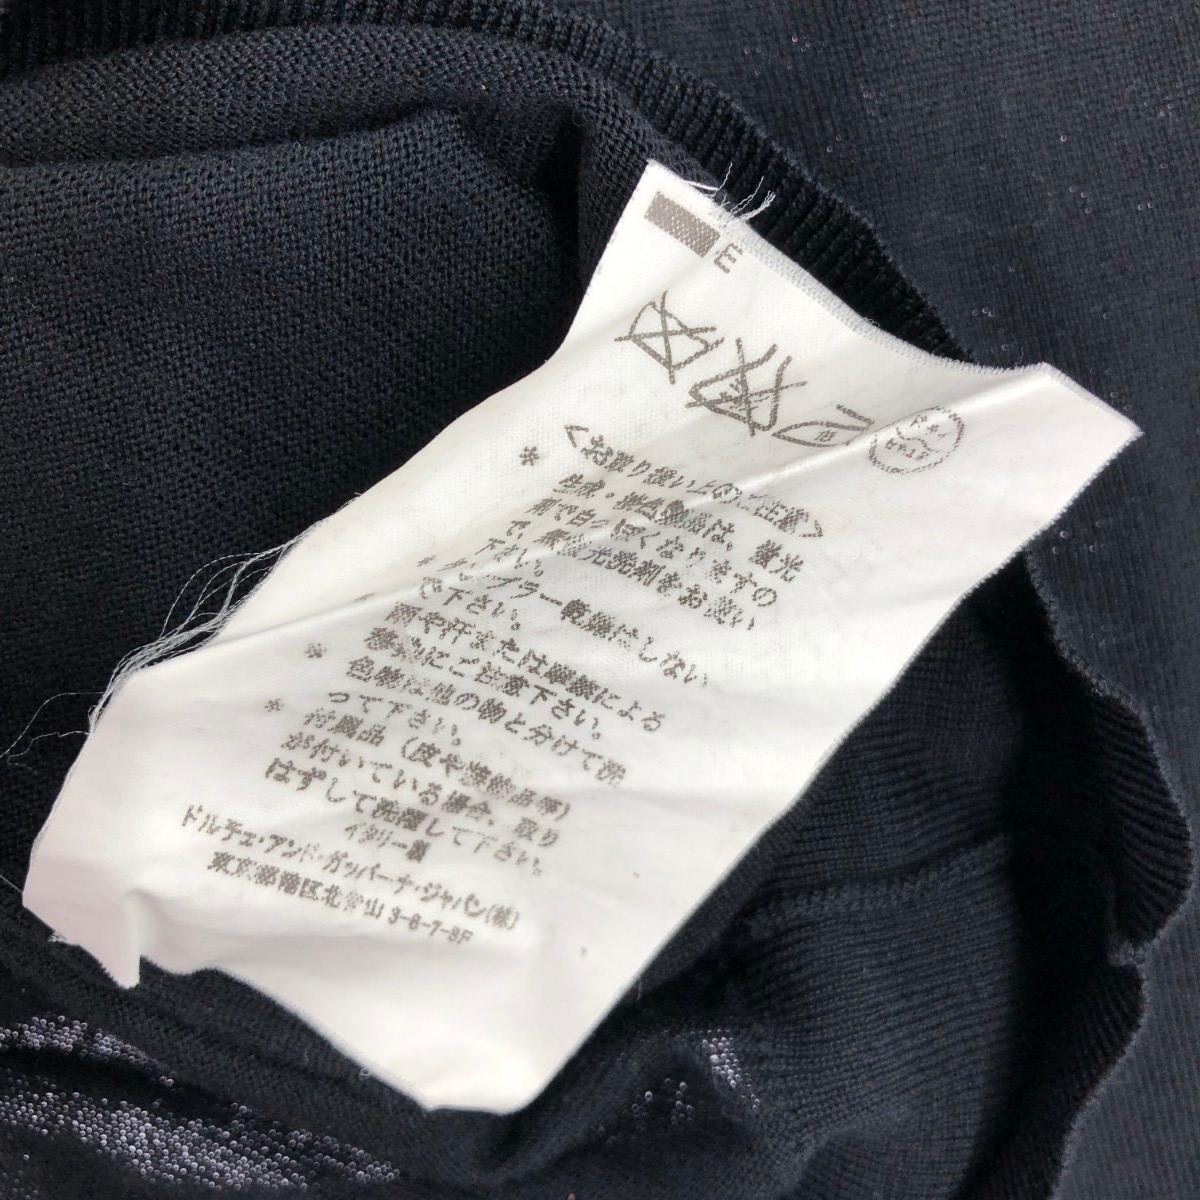 E
<お取り扱い上のご注意>
* 生成・淡色製品は、蛍光
剤で白っぽくなりますの
で、無蛍光洗剤をお使い
下さい。
* タンブラー乾燥はしない
で下さい。
雨や汗または摩擦による
移染にご注意下さい。
* 色物は他の物と分けて洗
って下さい。
* 付属品(皮や装飾品等)
が付いている場合、取り
はずして洗濯して下さい。
イタリー製
ドルチェ・アンド・ガッバーナ・ジャパン(株)
東京都港区北青山 3-6-7-8F